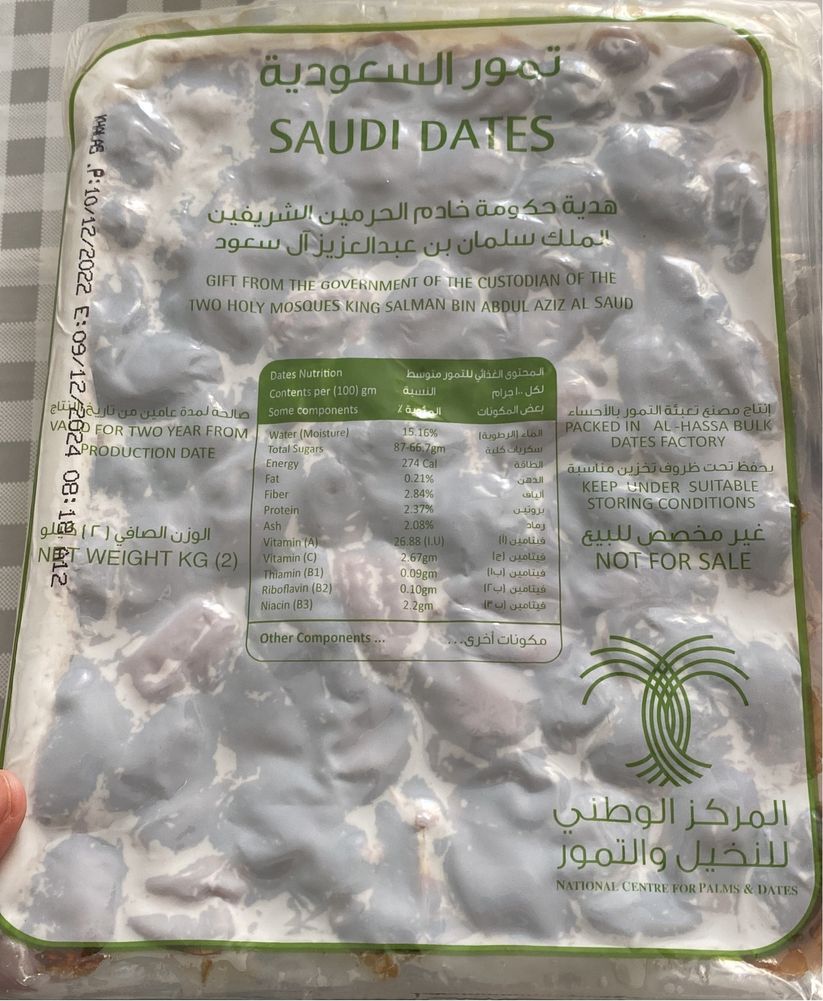 تمور السعودية
SAUDI DATES
هدية حكومة خادم الحرمين الشريفين
الملك سلمان بن عبدالعزيز آل سعود
GIFT FROM THE GOVERNMENT OF THE CUSTODIAN OF THE
TWO HOLY MOSQUES KING SALMAN BIN ABDUL AZIZ AL SAUD
P:10/12/2022 E:09/12/2024
صالحة لمدة عامين من تاريخ الإنتاج
VALID FOR TWO YEAR FROM
PRODUCTION DATE
الوزن الصافي (٢) كيلو
NET WEIGHT KG (2)
Dates Nutrition المحتوى الغذائي للتمور متوسط
Contents per (100) gm النسبة لكل ١٠٠جرام
Some components المئوية ٪ بعض المكونات
Water (Moisture) 15.16% الماء (الرطوبة)
Total Sugars 87-66.7gm سكريات كلية
Energy 274 Cal الطاقة
Fat 0.21% الدهن
Fiber 2.84% ألياف
Protein 2.37% بروتين
Ash 2.08% رماد
Vitamin (A) 26.88 (I.U) فيتامين (أ)
Vitamin (C) 2.67gm فيتامين (ج)
Thiamin (B1) 0.09gm فيتامين (ب١)
Riboflavin (B2) 0.10gm فيتامين (ب٢)
Niacin (B3) 2.2gm فيتامين (ب٣)
Other Components ... مكونات أخرى...
إنتاج مصنع تعبئة التمور بالأحساء
PACKED IN AL-HASSA BULK
DATES FACTORY
يحفظ تحت ظروف تخزين مناسبة
KEEP UNDER SUITABLE
STORING CONDITIONS
غير مخصص للبيع
NOT FOR SALE
المركز الوطني
للنخيل والتمور
NATIONAL CENTRE FOR PALMS & DATES